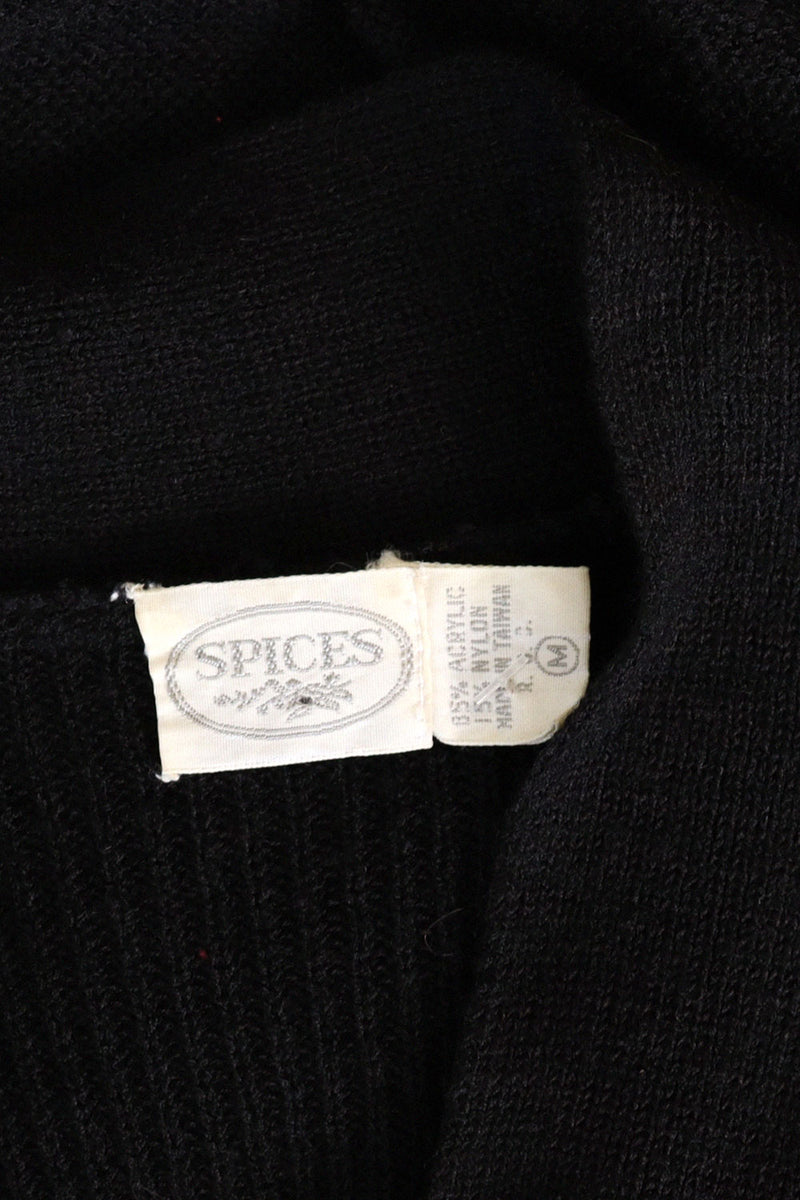 SPICES
85% ACRYLIC
15% NYLON
MADE IN TAIWAN
R. O. C.
M